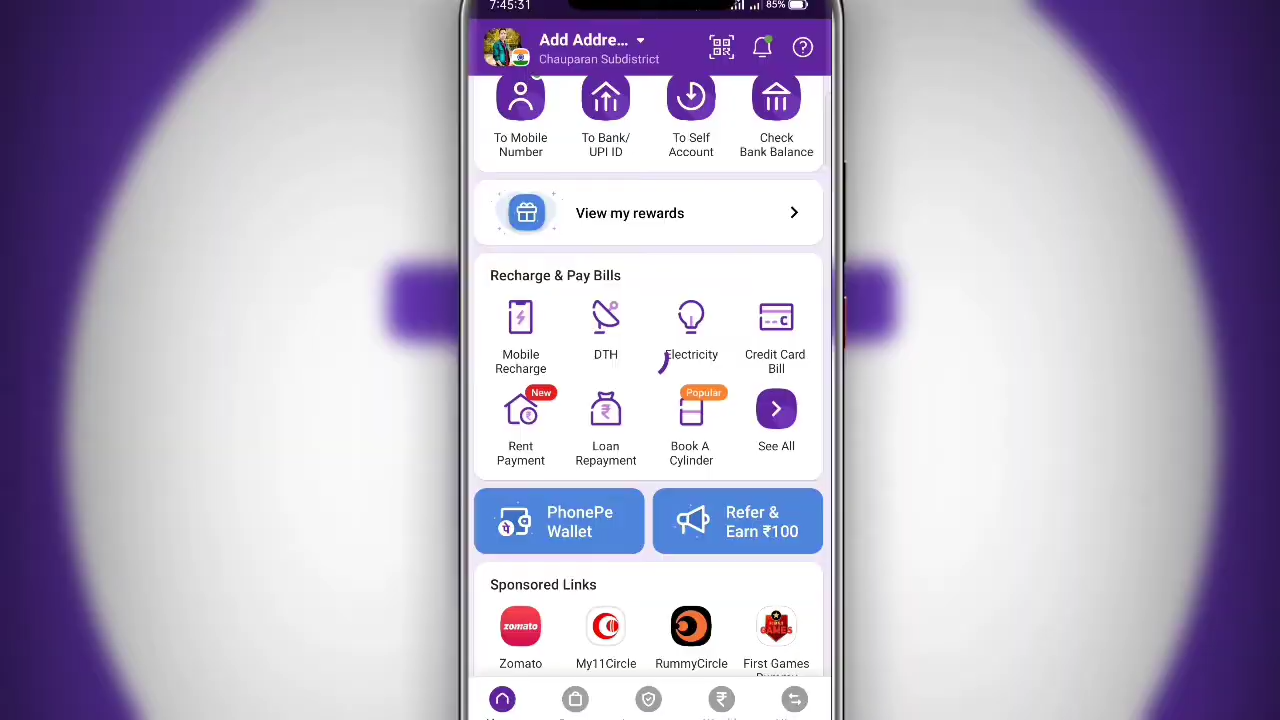 7:45:31
85%
Add Addre...
Chauparan Subdistrict
To Mobile
Number
To Bank/
UPI ID
To Self
Account
Check
Bank Balance
View my rewards
Recharge & Pay Bills
Mobile
Recharge
DTH
Electricity
Credit Card
Bill
New
Rent
Payment
Loan
Repayment
Popular
Book A
Cylinder
See All
पे
PhonePe
Wallet
Refer &
Earn ₹100
Sponsored Links
zomato
Zomato
My11Circle
RummyCircle
GAMES
First Games